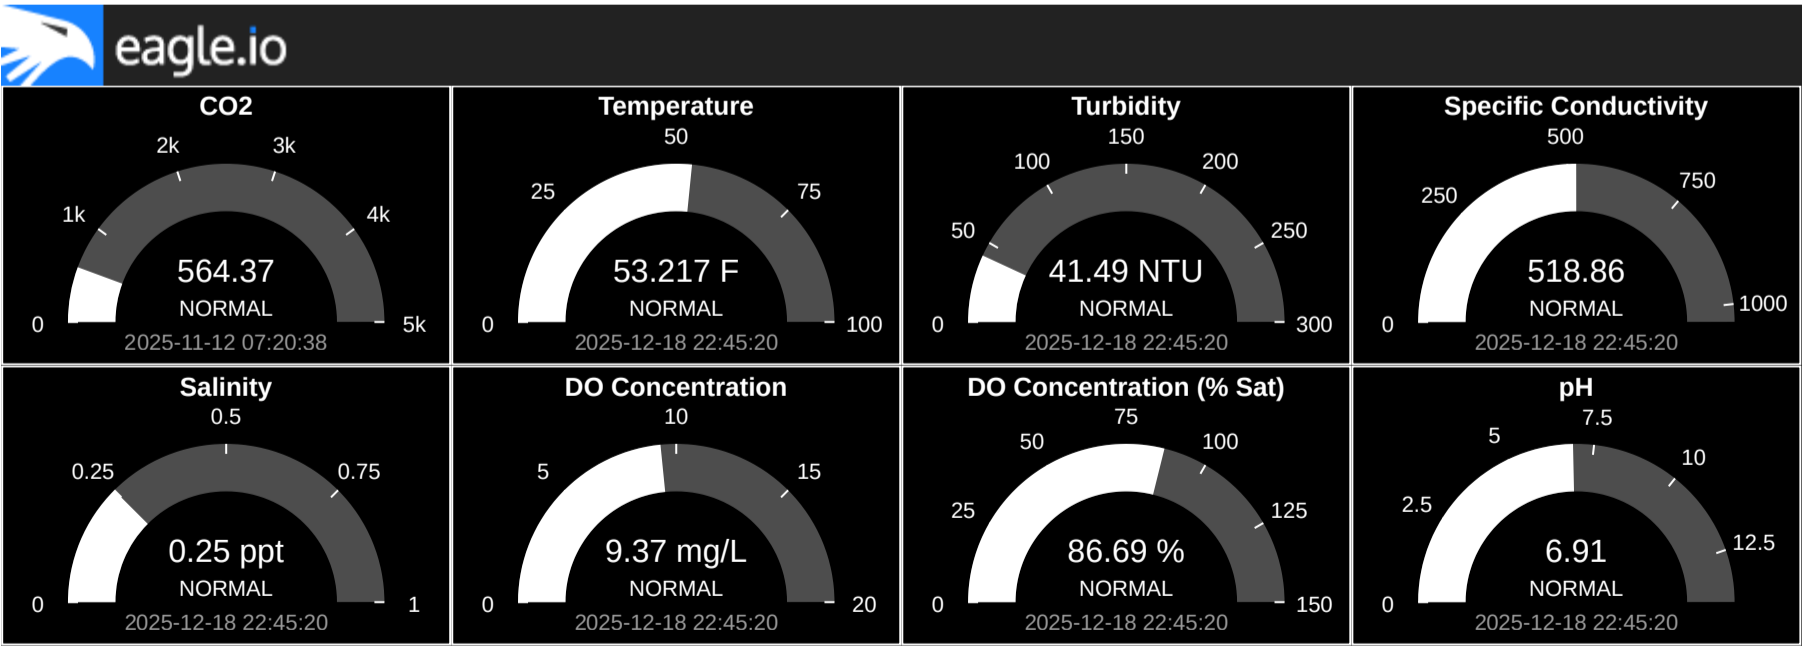 eagle.io
CO2
2k 3k
1k 4k
564.37
NORMAL
0 5k
2025-11-12 07:20:38
Temperature
50
25 75
53.217 F
NORMAL
0 100
2025-12-18 22:45:20
Turbidity
150
100 200
50 250
41.49 NTU
NORMAL
0 300
2025-12-18 22:45:20
Specific Conductivity
500
250 750
518.86
1000
NORMAL
0
2025-12-18 22:45:20
Salinity
0.5
0.25 0.75
0.25 ppt
NORMAL
0 1
2025-12-18 22:45:20
DO Concentration
10
5 15
9.37 mg/L
NORMAL
0 20
2025-12-18 22:45:20
DO Concentration (% Sat)
75
50 100
25 125
86.69 %
NORMAL
0 150
2025-12-18 22:45:20
pH
7.5
5 10
2.5
12.5
6.91
NORMAL
0
2025-12-18 22:45:20